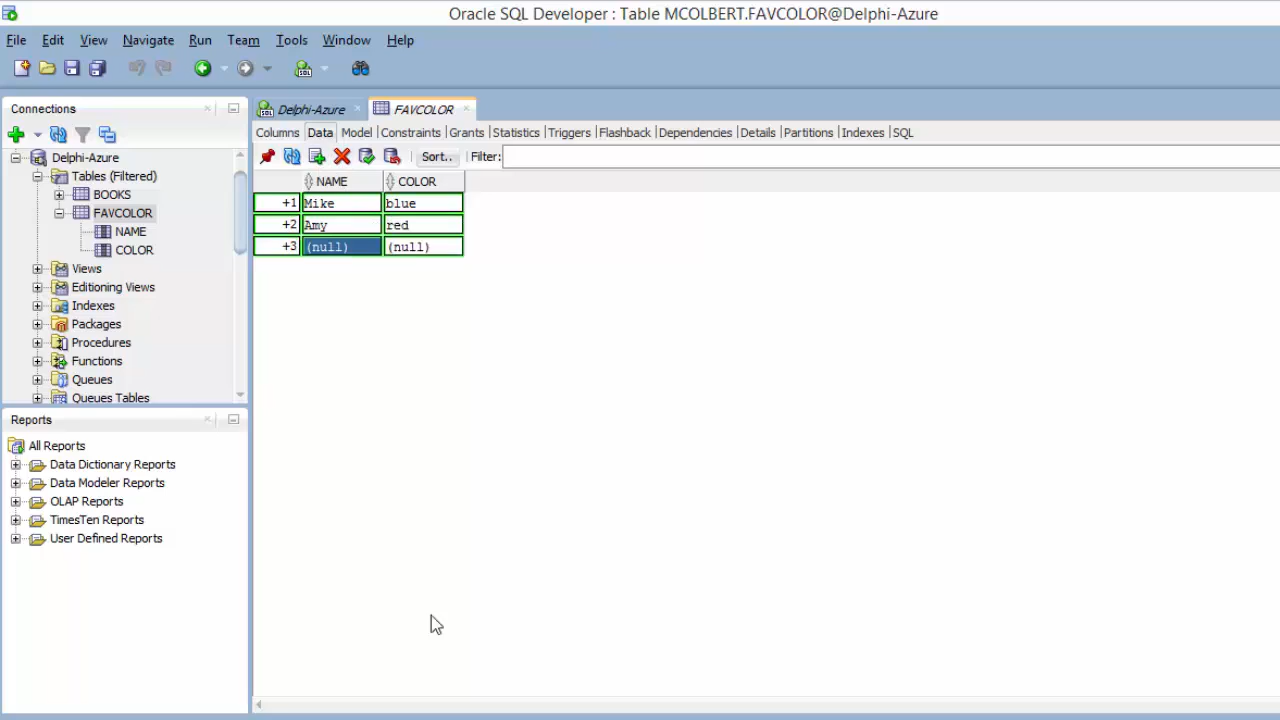 Oracle SQL Developer : Table MCOLBERT.FAVCOLOR@Delphi-Azure
File Edit View Navigate Run Team Tools Window Help
Connections
Delphi-Azure
Tables (Filtered)
BOOKS
FAVCOLOR
NAME
COLOR
Views
Editioning Views
Indexes
Packages
Procedures
Functions
Queues
Queues Tables
Reports
All Reports
Data Dictionary Reports
Data Modeler Reports
OLAP Reports
TimesTen Reports
User Defined Reports
Delphi-Azure FAVCOLOR
Columns Data Model Constraints Grants Statistics Triggers Flashback Dependencies Details Partitions Indexes SQL
Sort.. Filter:
NAME COLOR
+1 Mike blue
+2 Amy red
+3 (null) (null)